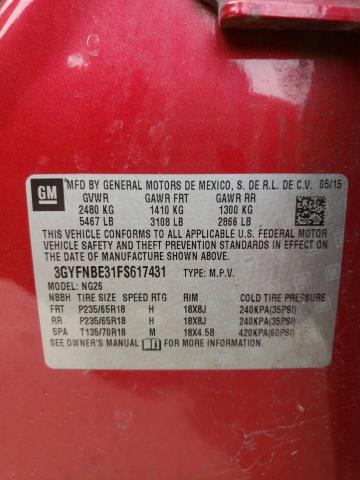 GM
MFD BY GENERAL MOTORS DE MEXICO, S. DE R.L. DE C.V. 05/15
GVWR GAWR FRT GAWR RR
2480 KG 1410 KG 1300 KG
5467 LB 3108 LB 2866 LB
THIS VEHICLE CONFORMS TO ALL APPLICABLE U.S. FEDERAL MOTOR
VEHICLE SAFETY AND THEFT PREVENTION STANDARDS IN EFFECT ON
THE DATE OF MANUFACTURE SHOWN ABOVE.
3GYFNBE31FS617431 TYPE: M.P.V.
MODEL: NG26
NBBH TIRE SIZE SPEED RTG RIM COLD TIRE PRESSURE
FRT P235/65R18 H 18X8J 240KPA(35PSI)
RR P235/65R18 H 18X8J 240KPA(35PSI)
SPA T135/70R18 M 18X4.5B 420KPA(60PSI)
SEE OWNER'S MANUAL FOR MORE INFORMATION